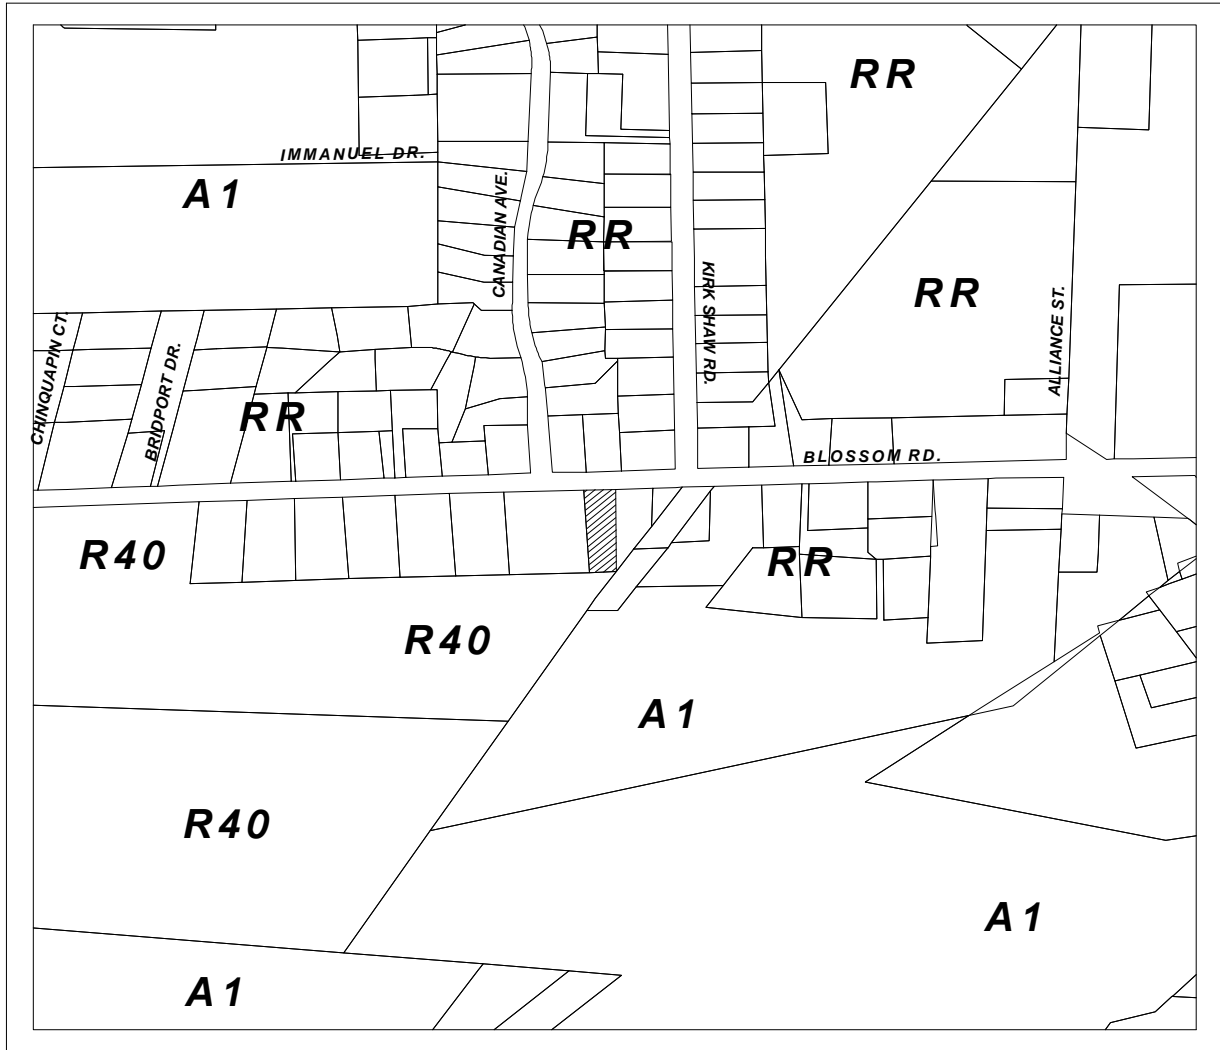 RR
IMMANUEL DR.
A1
CANADIAN AVE.
RR
KIRK SHAW RD.
RR
ALLIANCE ST.
CHINQUAPIN CT.
BRIDPORT DR.
RR
BLOSSOM RD.
R40
RR
R40
A1
R40
A1
A1